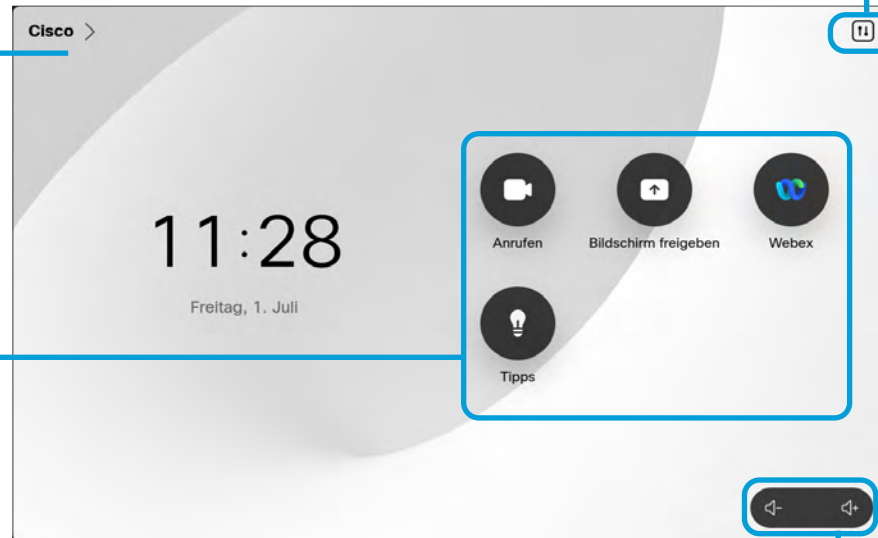 Cisco
11:28
Freitag, 1. Juli
Anrufen
Bildschirm freigeben
Webex
Tipps